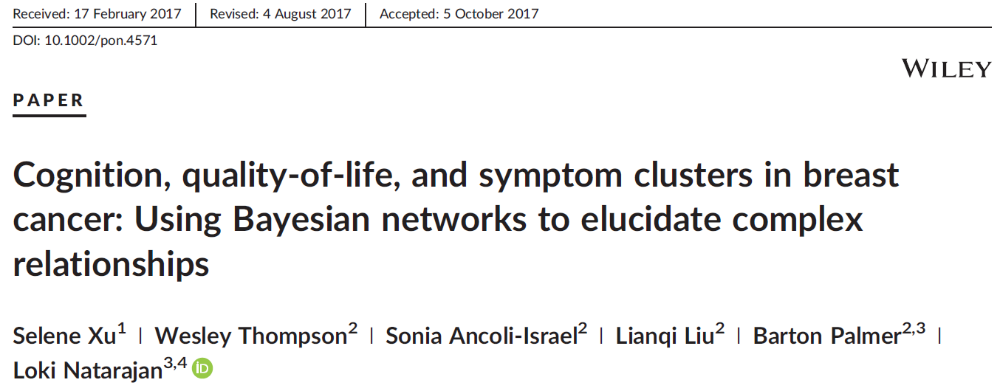 Received: 17 February 2017 Revised: 4 August 2017 Accepted: 5 October 2017
DOI: 10.1002/pon.4571
WILEY
PAPER
Cognition, quality-of-life, and symptom clusters in breast
cancer: Using Bayesian networks to elucidate complex
relationships
Selene Xu1 | Wesley Thompson2 | Sonia Ancoli-Israel2 | Lianqi Liu2 | Barton Palmer2,3 |
Loki Natarajan3,4 iD